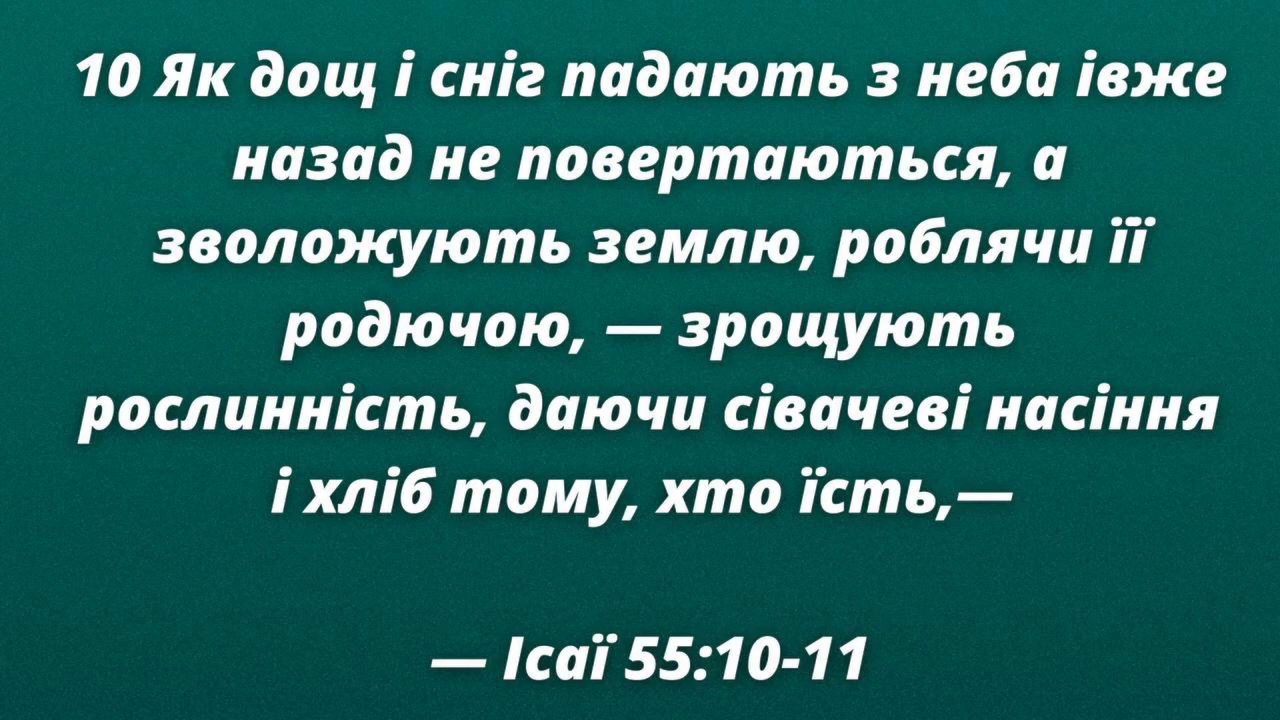 10 Як дощ і сніг падають з неба івже
назад не повертаються, а
зволожують землю, роблячи її
родючою, — зрощують
рослинність, даючи сівачеві насіння
і хліб тому, хто їсть,—
— Ісаї 55:10-11